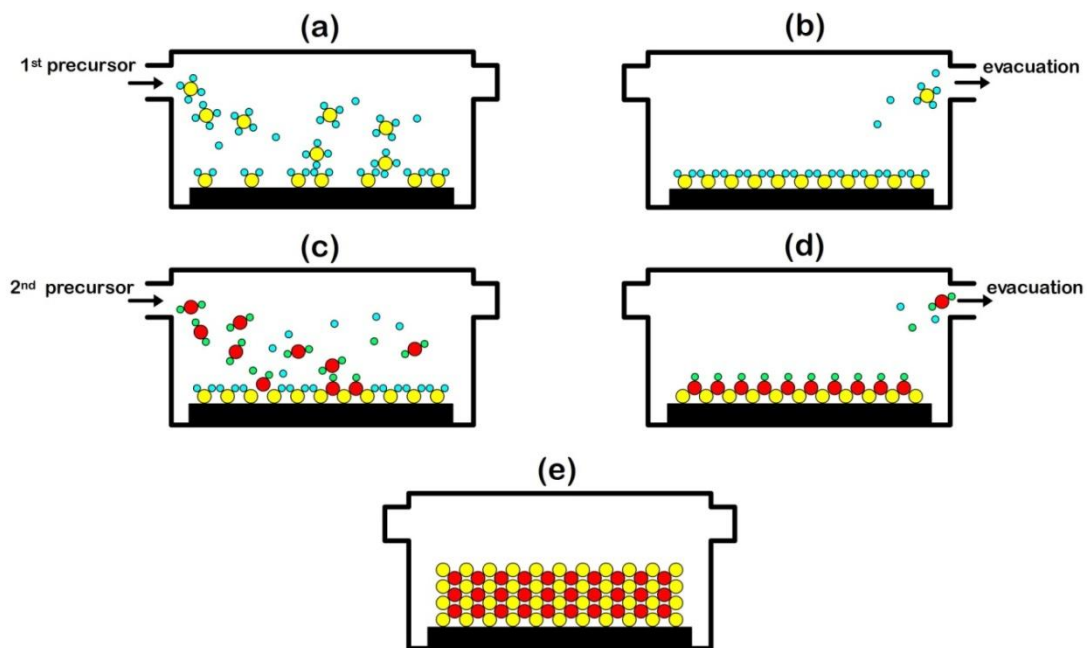 (a)
1st precursor
(b)
evacuation
(c)
2nd precursor
(d)
evacuation
(e)